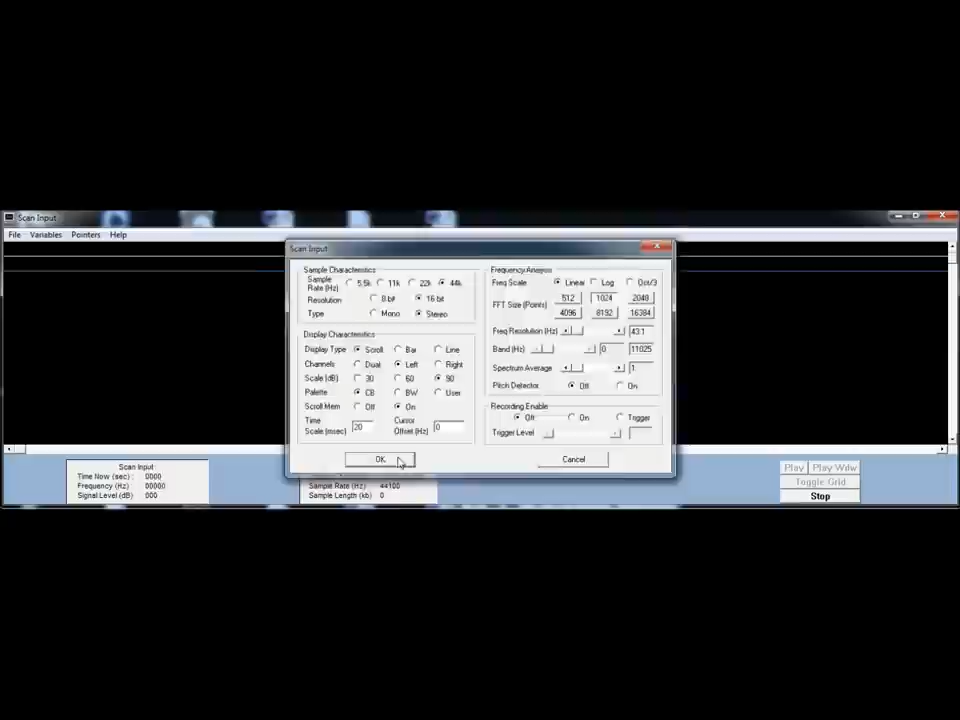 Scan Input
File Variables Pointers Help
Scan Input
Sample Characteristics
Sample Rate (Hz) 5.5k 11k 22k 44k
Resolution 8 bit 16 bit
Type Mono Stereo
Display Characteristics
Display Type Scroll Bar Line
Channels Dual Left Right
Scale (dB) 30 60 90
Palette CB BW User
Scroll Mem Off On
Time Scale (msec) 20 Cursor Offset (Hz) 0
Frequency Analysis
Freq Scale Linear Log Oct/3
FFT Size (Points) 512 1024 2048
4096 8192 16384
Freq Resolution (Hz) 43.1
Band (Hz) 0 11025
Spectrum Average 1
Pitch Detector Off On
Recording Enable
Off On Trigger
Trigger Level
OK Cancel
Scan Input
Time Now (sec) : 0000
Frequency (Hz) 00000
Signal Level (dB) 000
Sample Rate (Hz) 44100
Sample Length (kb) 0
Play Play Wdw
Toggle Grid
Stop